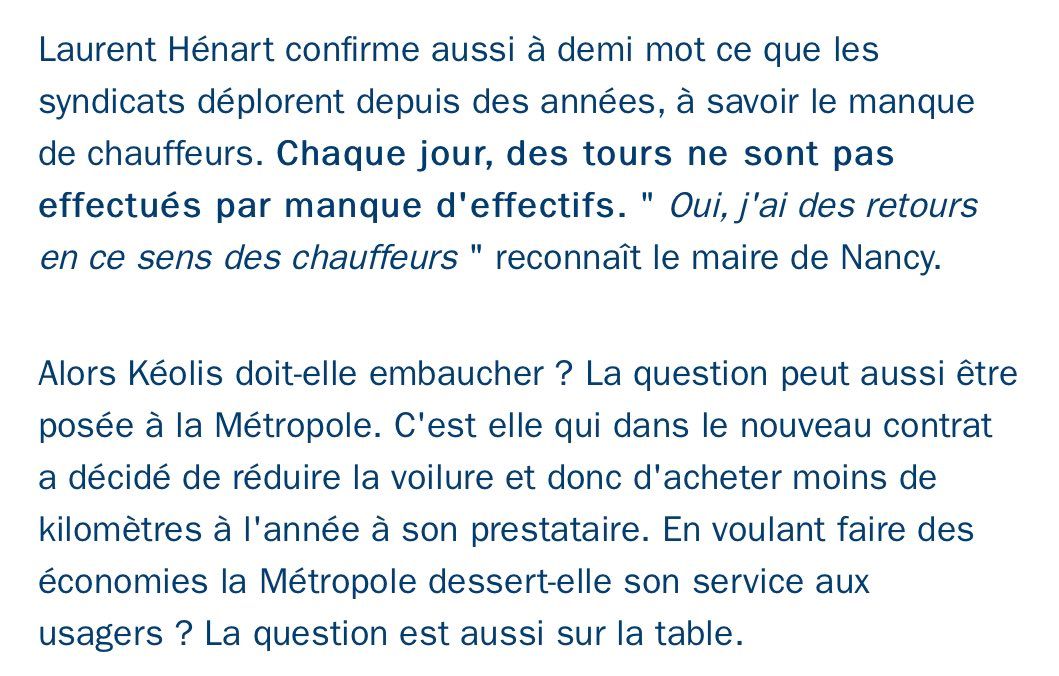 Laurent Hénart confirme aussi à demi mot ce que les
syndicats déplorent depuis des années, à savoir le manque
de chauffeurs. Chaque jour, des tours ne sont pas
effectués par manque d'effectifs. " Oui, j'ai des retours
en ce sens des chauffeurs " reconnaît le maire de Nancy.
Alors Kéolis doit-elle embaucher ? La question peut aussi être
posée à la Métropole. C'est elle qui dans le nouveau contrat
a décidé de réduire la voilure et donc d'acheter moins de
kilomètres à l'année à son prestataire. En voulant faire des
économies la Métropole dessert-elle son service aux
usagers ? La question est aussi sur la table.